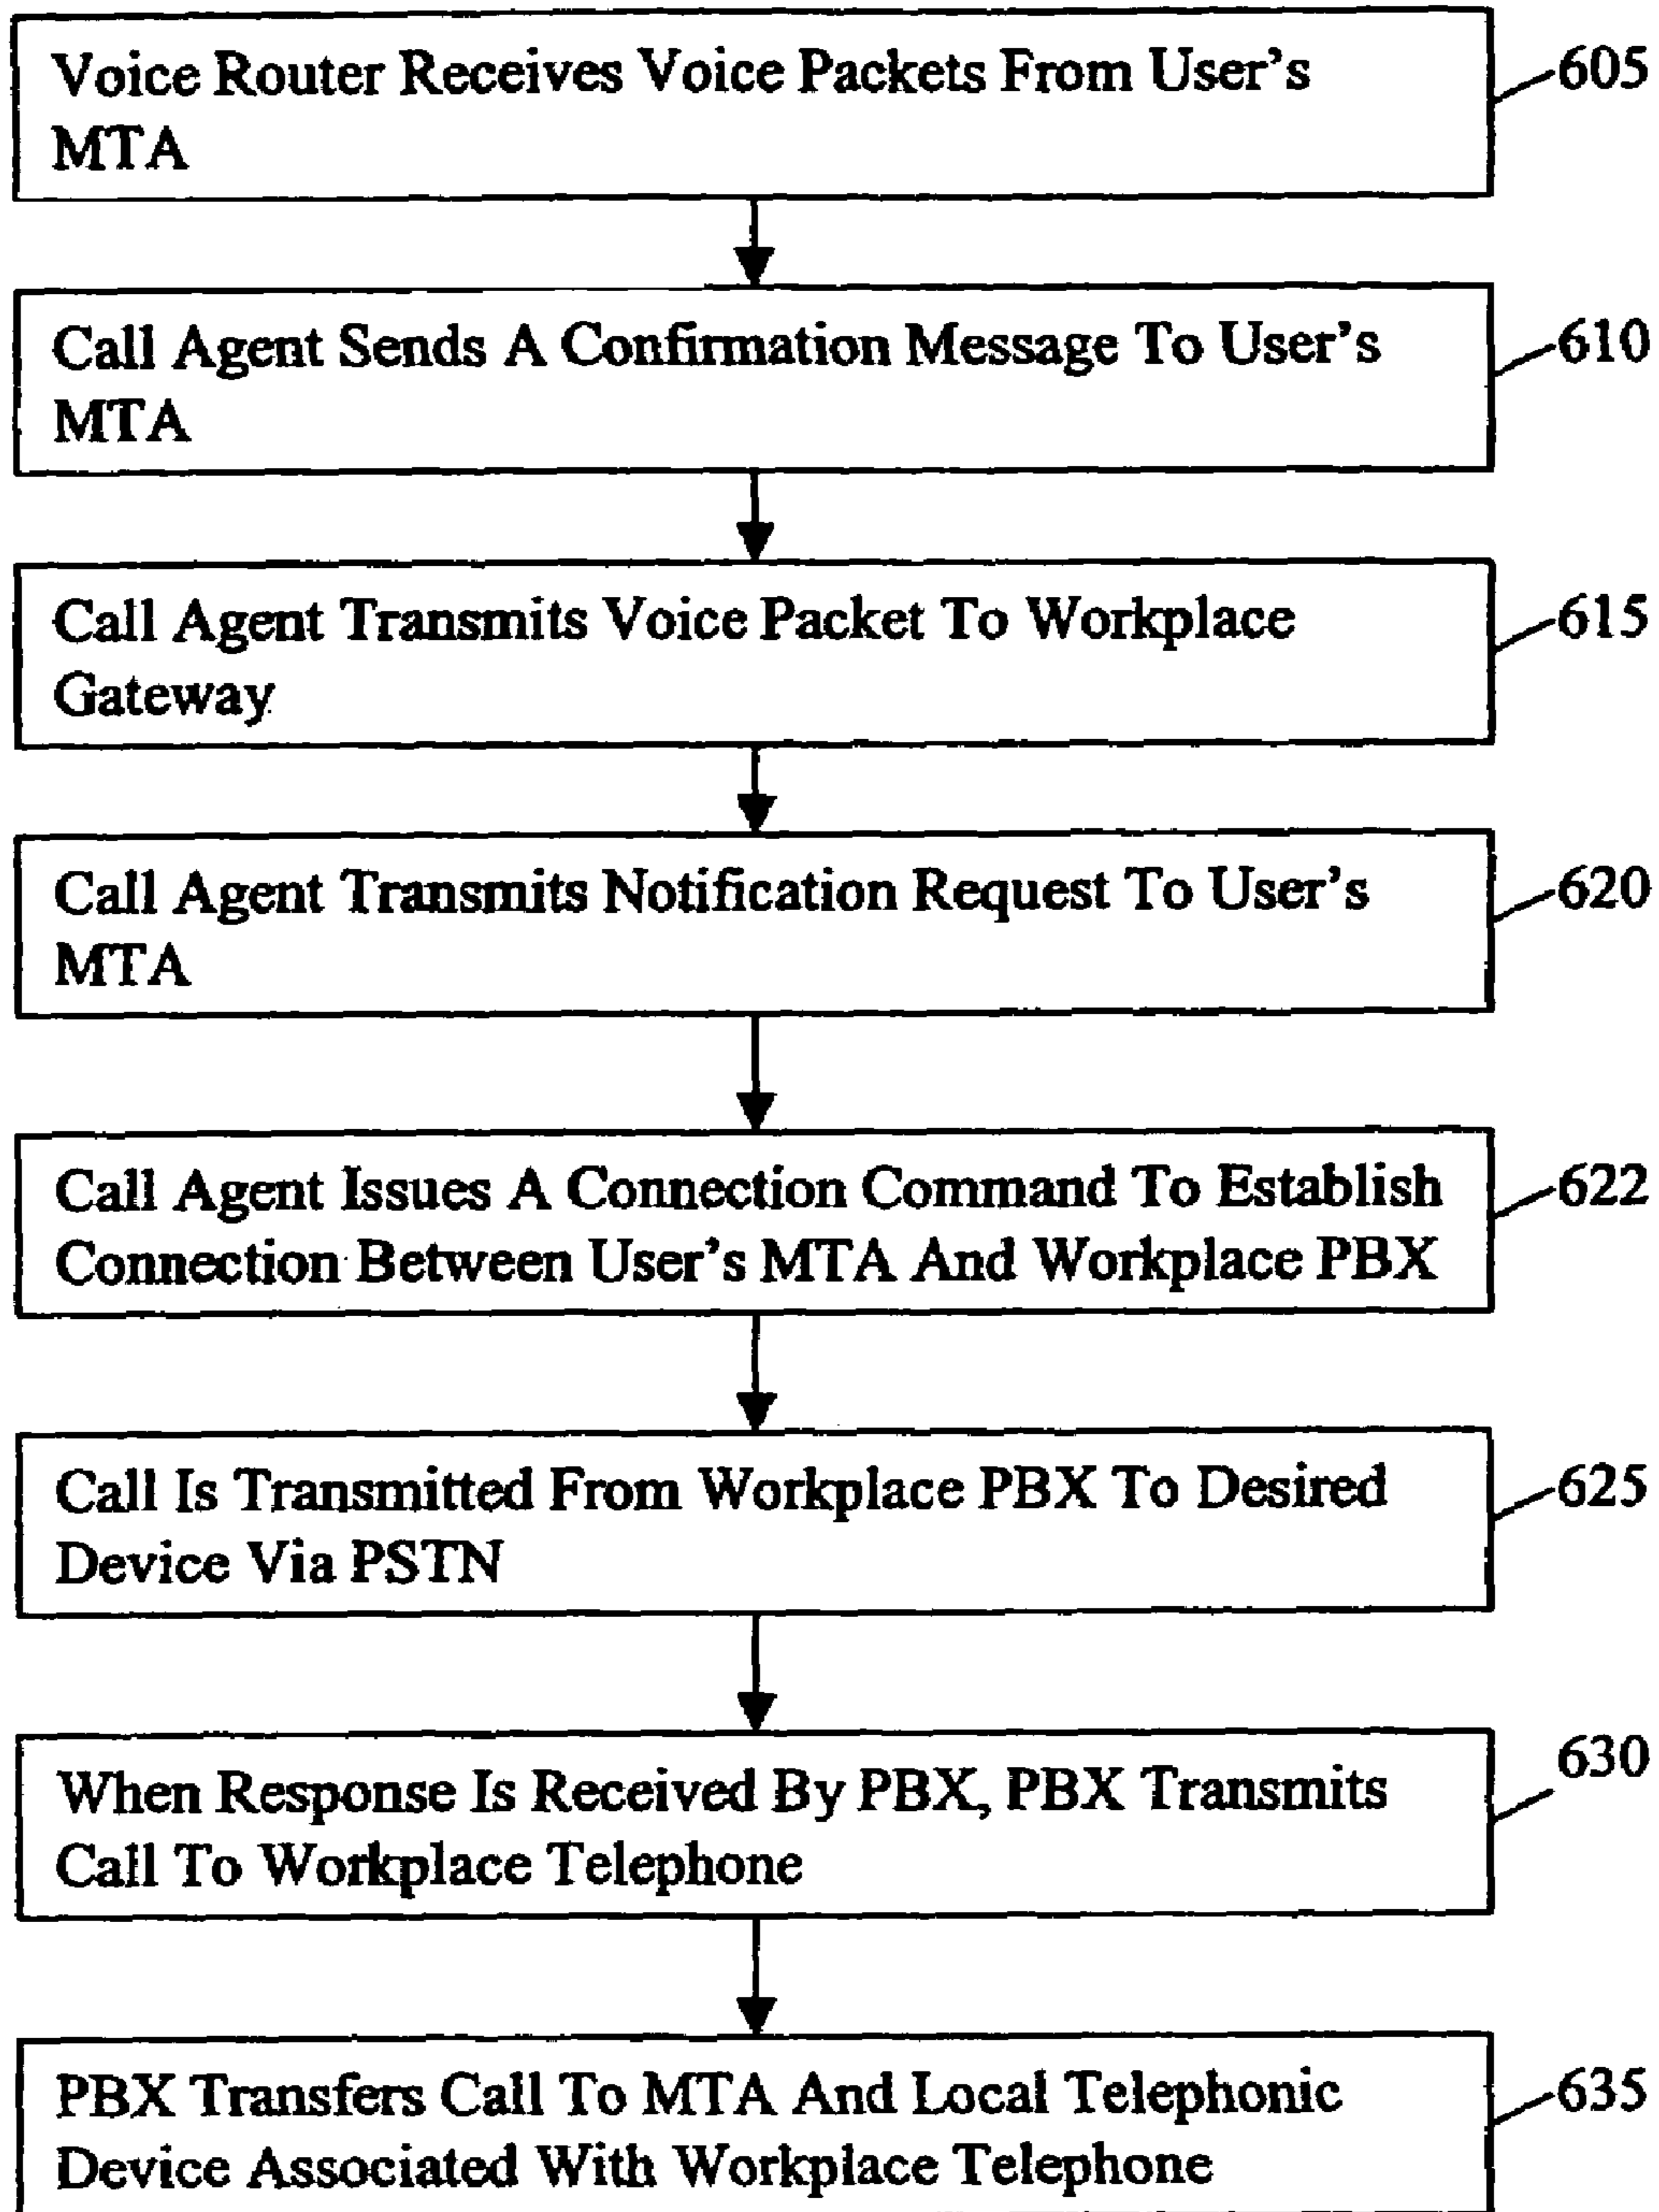 Voice Router Receives Voice Packets From User's
MTA
605
Call Agent Sends A Confirmation Message To User's
MTA
610
Call Agent Transmits Voice Packet To Workplace
Gateway
615
Call Agent Transmits Notification Request To User's
MTA
620
Call Agent Issues A Connection Command To Establish
Connection Between User's MTA And Workplace PBX
622
Call Is Transmitted From Workplace PBX To Desired
Device Via PSTN
625
When Response Is Received By PBX, PBX Transmits
Call To Workplace Telephone
630
PBX Transfers Call To MTA And Local Telephonic
Device Associated With Workplace Telephone
635